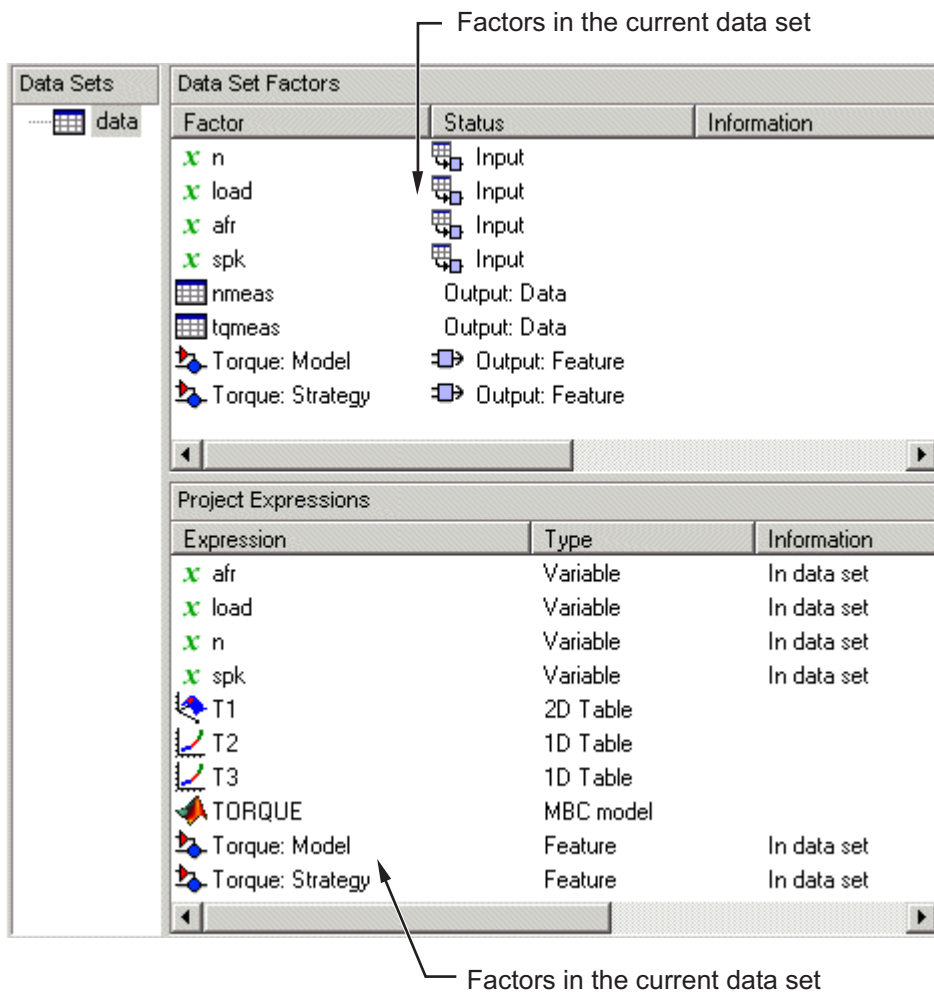 Factors in the current data set
Data Sets
data
Data Set Factors
Factor Status Information
x n Input
x load Input
x afr Input
x spk Input
nmeas Output: Data
tqmeas Output: Data
Torque: Model Output: Feature
Torque: Strategy Output: Feature
Project Expressions
Expression Type Information
x afr Variable In data set
x load Variable In data set
x n Variable In data set
x spk Variable In data set
T1 2D Table
T2 1D Table
T3 1D Table
TORQUE MBC model
Torque: Model Feature In data set
Torque: Strategy Feature In data set
Factors in the current data set